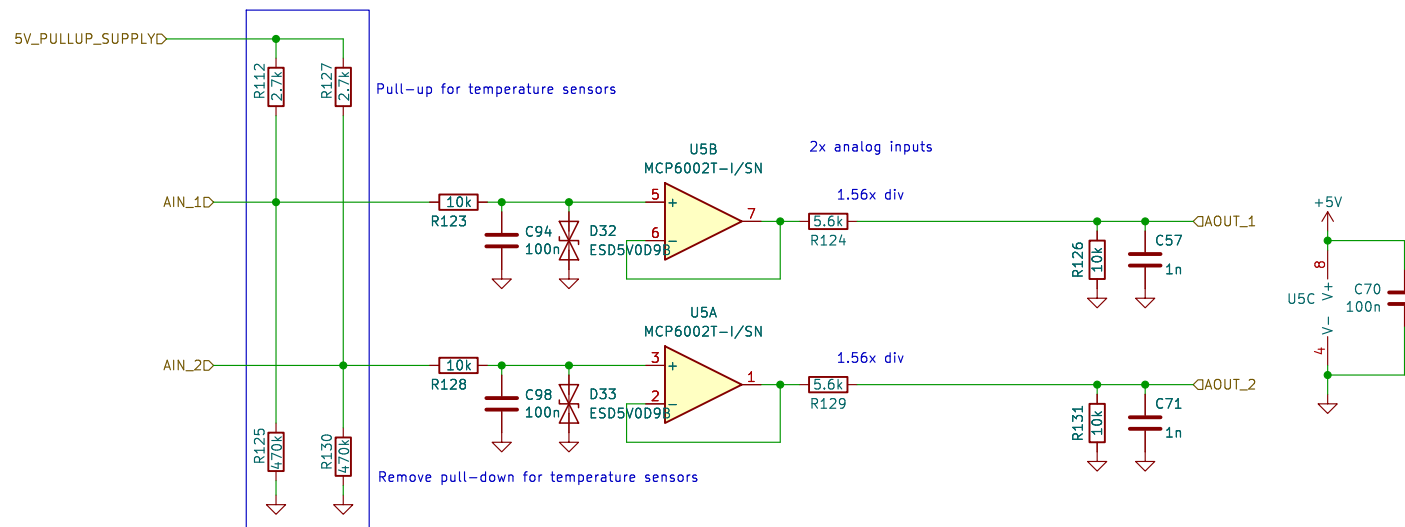 5V_PULLUP_SUPPLY
R112
2.7k
R127
2.7k
Pull-up for temperature sensors
2x analog inputs
U5B
MCP6002T-I/SN
1.56x div
AIN_1
10k
R123
C94
100n
D32
ESD5V0D9B
5
+
6
-
7
5.6k
R124
R126
10k
C57
1n
AOUT_1
+5V
8
V+
U5C
V-
4
C70
100n
U5A
MCP6002T-I/SN
1.56x div
AIN_2
10k
R128
C98
100n
D33
ESD5V0D9B
3
+
2
-
1
5.6k
R129
R131
10k
C71
1n
AOUT_2
R125
470k
R130
470k
Remove pull-down for temperature sensors